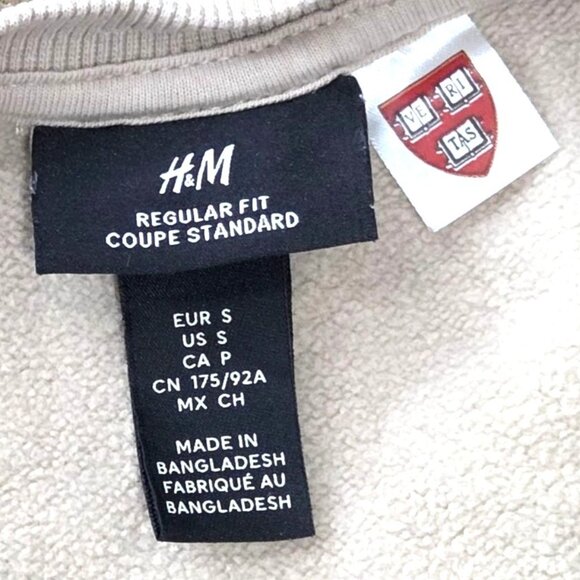 H&M
REGULAR FIT
COUPE STANDARD
VE RI
TAS
EUR S
US S
CA P
CN 175/92A
MX CH
MADE IN
BANGLADESH
FABRIQUÉ AU
BANGLADESH